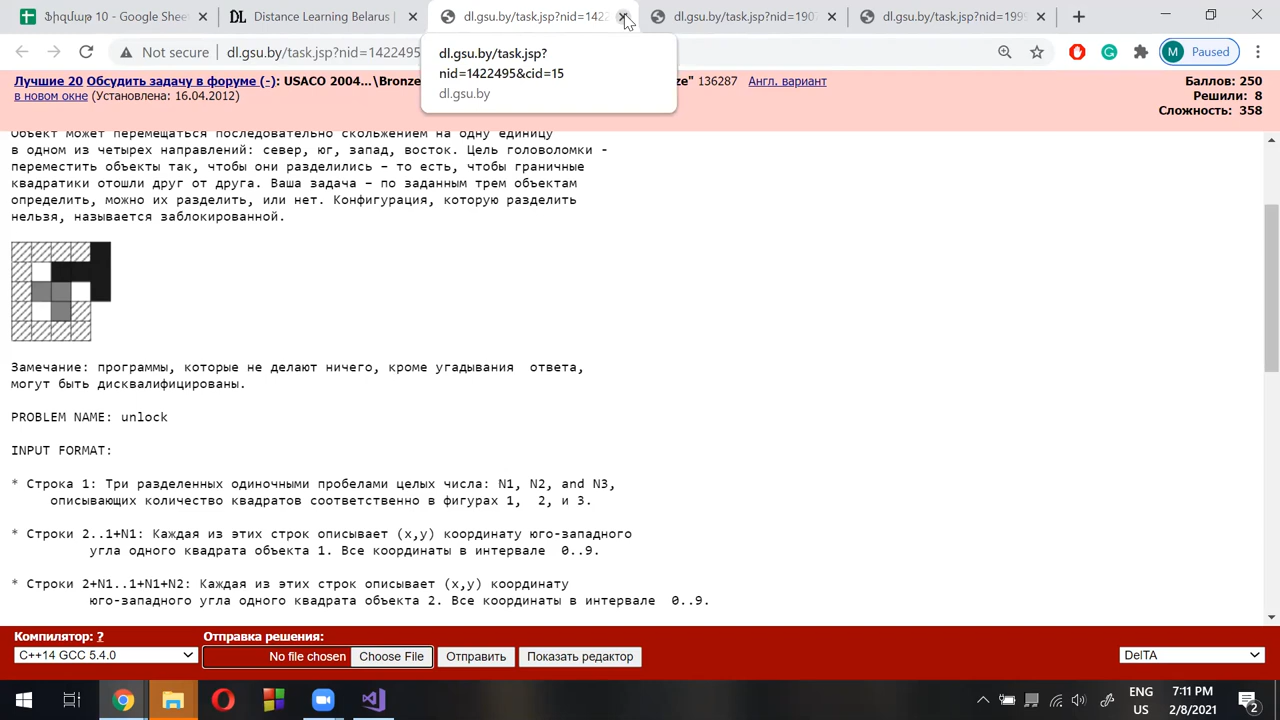 Ֆիզմատ 10 - Google Sheet
Distance Learning Belarus
dl.gsu.by/task.jsp?nid=1422
dl.gsu.by/task.jsp?nid=1907
dl.gsu.by/task.jsp?nid=1999
Not secure
dl.gsu.by/task.jsp?nid=1422495
Paused
dl.gsu.by/task.jsp?
nid=1422495&cid=15
dl.gsu.by
Лучшие 20 Обсудить задачу в форуме (-): USACO 2004...\Bronze
136287 Англ. вариант
в новом окне (Установлена: 16.04.2012)
Баллов: 250
Решили: 8
Сложность: 358
Объект может перемещаться последовательно скольжением на одну единицу
в одном из четырех направлений: север, юг, запад, восток. Цель головоломки -
переместить объекты так, чтобы они разделились – то есть, чтобы граничные
квадратики отошли друг от друга. Ваша задача – по заданным трем объектам
определить, можно их разделить, или нет. Конфигурация, которую разделить
нельзя, называется заблокированной.
Замечание: программы, которые не делают ничего, кроме угадывания ответа,
могут быть дисквалифицированы.
PROBLEM NAME: unlock
INPUT FORMAT:
* Строка 1: Три разделенных одиночными пробелами целых числа: N1, N2, and N3,
описывающих количество квадратов соответственно в фигурах 1, 2, и 3.
* Строки 2..1+N1: Каждая из этих строк описывает (x,y) координату юго-западного
угла одного квадрата объекта 1. Все координаты в интервале 0..9.
* Строки 2+N1..1+N1+N2: Каждая из этих строк описывает (x,y) координату
юго-западного угла одного квадрата объекта 2. Все координаты в интервале 0..9.
Компилятор: ?
Отправка решения:
C++14 GCC 5.4.0
No file chosen
Choose File
Отправить
Показать редактор
DelTA
ENG
US
7:11 PM
2/8/2021
2